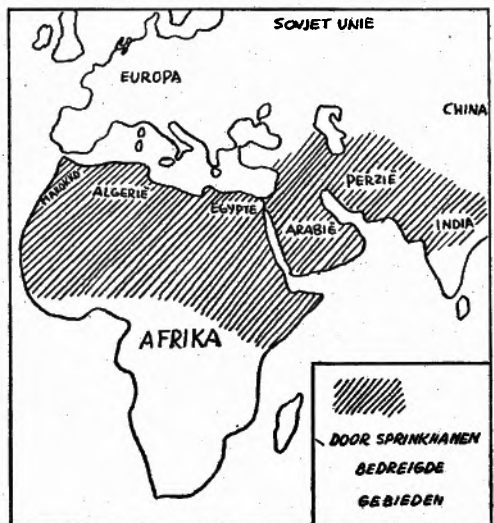 SOVJET UNIE
EUROPA
CHINA
MAROKKO
ALGERIË
EGYPTE
PERZIË
ARABIË
INDIA
AFRIKA
DOOR SPRINKHANEN
BEDREIGDE
GEBIEDEN